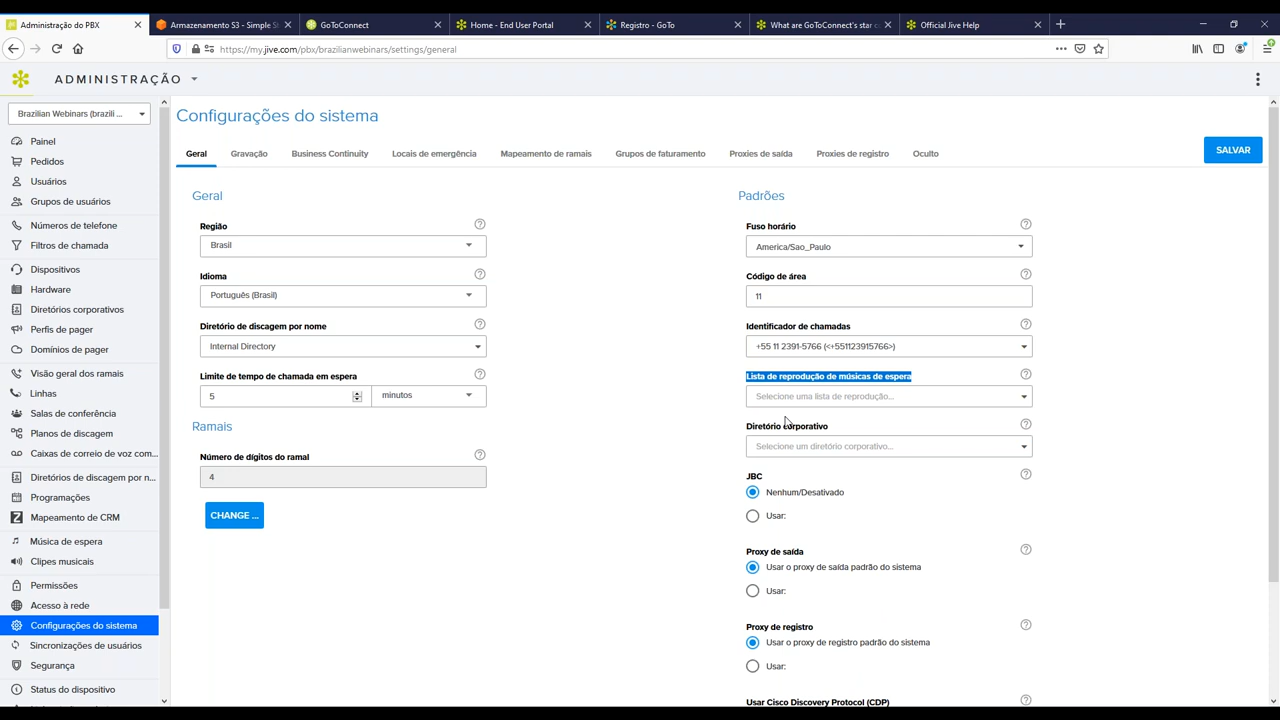 Administração do PBX
Armazenamento S3 - Simple S
GoToConnect
Home - End User Portal
Registro - GoTo
What are GoToConnect's star c
Official Jive Help
https://my.jive.com/pbx/brazilianwebinars/settings/general
ADMINISTRAÇÃO
Brazilian Webinars (brazili ...
Painel
Pedidos
Usuários
Grupos de usuários
Números de telefone
Filtros de chamada
Dispositivos
Hardware
Diretórios corporativos
Perfis de pager
Domínios de pager
Visão geral dos ramais
Linhas
Salas de conferência
Planos de discagem
Caixas de correio de voz com...
Diretórios de discagem por n...
Programações
Mapeamento de CRM
Música de espera
Clipes musicais
Permissões
Acesso à rede
Configurações do sistema
Sincronizações de usuários
Segurança
Status do dispositivo
Configurações do sistema
Geral
Gravação
Business Continuity
Locais de emergência
Mapeamento de ramais
Grupos de faturamento
Proxies de saída
Proxies de registro
Oculto
SALVAR
Geral
Região
Brasil
Idioma
Português (Brasil)
Diretório de discagem por nome
Internal Directory
Limite de tempo de chamada em espera
5
minutos
Ramais
Número de dígitos do ramal
4
CHANGE ...
Padrões
Fuso horário
America/Sao_Paulo
Código de área
11
Identificador de chamadas
+55 11 2391-5766 (<+551123915766>)
Lista de reprodução de músicas de espera
Selecione uma lista de reprodução...
Diretório corporativo
Selecione um diretório corporativo...
JBC
Nenhum/Desativado
Usar:
Proxy de saída
Usar o proxy de saída padrão do sistema
Usar:
Proxy de registro
Usar o proxy de registro padrão do sistema
Usar:
Usar Cisco Discovery Protocol (CDP)